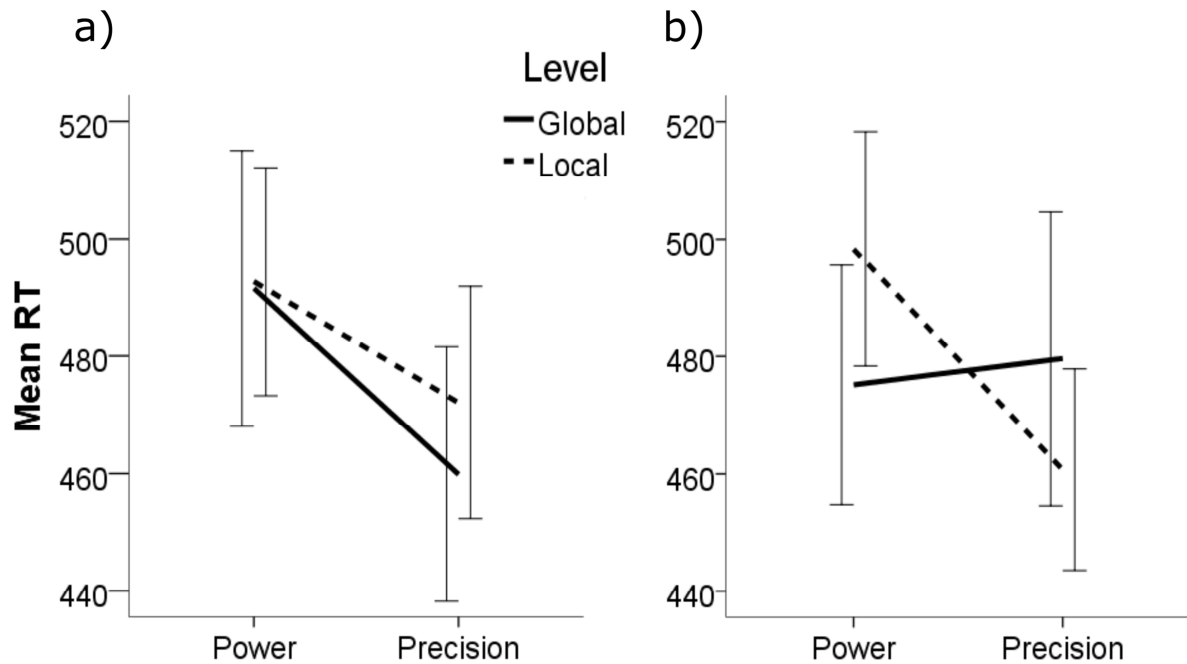 a)
b)
Level
Global
Local
Mean RT
520
500
480
460
440
Power Precision
520
500
480
460
440
Power Precision